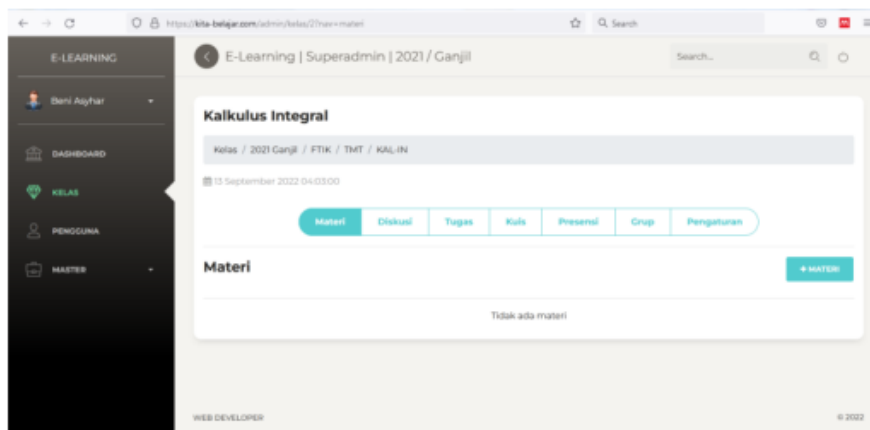 https://kita-belajar.com/admin/kelas/2?nav=materi
Search
E-LEARNING
E-Learning | Superadmin | 2021 / Ganjil
Search...
Beni Asyhar
Kalkulus Integral
Kelas / 2021 Ganjil / FTIK / TMT / KAL-IN
DASHBOARD
13 September 2022 04:03:00
KELAS
Materi Diskusi Tugas Kuis Presensi Grup Pengaturan
PENGGUNA
MASTER
Materi
+ MATERI
Tidak ada materi
WEB DEVELOPER
© 2022